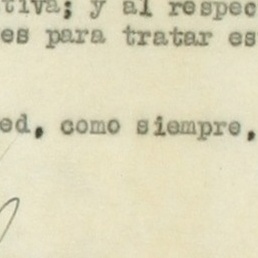 tiva; y al respec
es para tratar es
ed, como siempre,